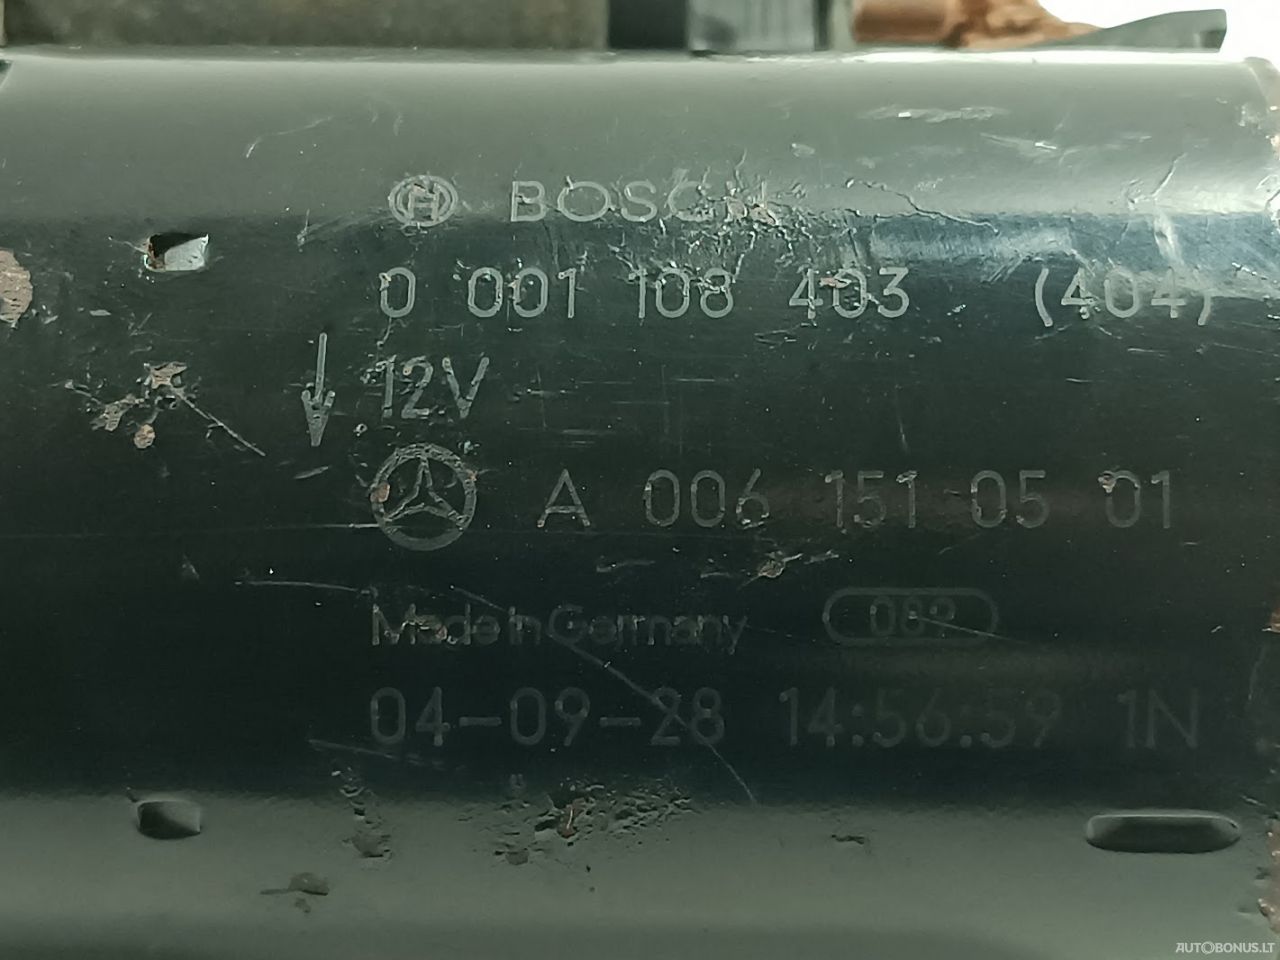 BOSCH
0 001 108 403 (404)
12V
A 006 151 05 01
Made in Germany
04-09-28 14:56:59 1N
AUTOBONUS.LT